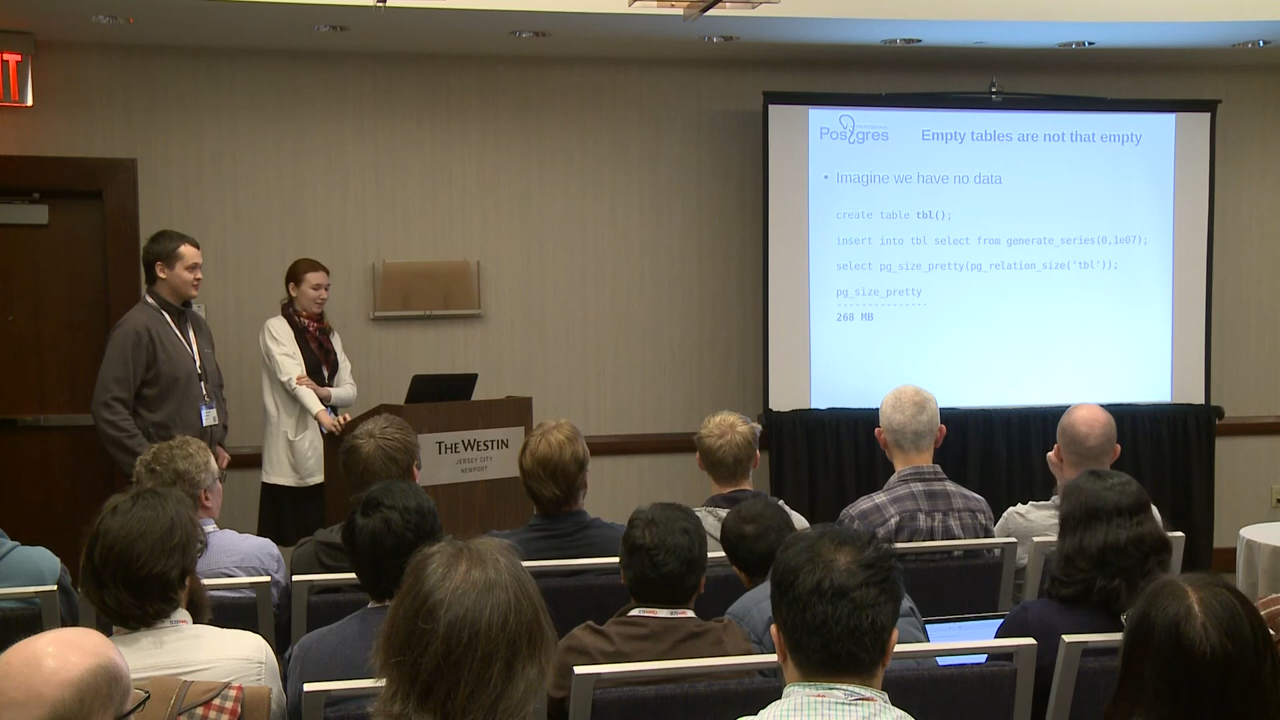 IT
Postgres
Empty tables are not that empty
• Imagine we have no data
create table tbl();
insert into tbl select from generate_series(0,1e07);
select pg_size_pretty(pg_relation_size('tbl'));
pg_size_pretty
---------------
268 MB
THE WESTIN
JERSEY CITY
NEWPORT